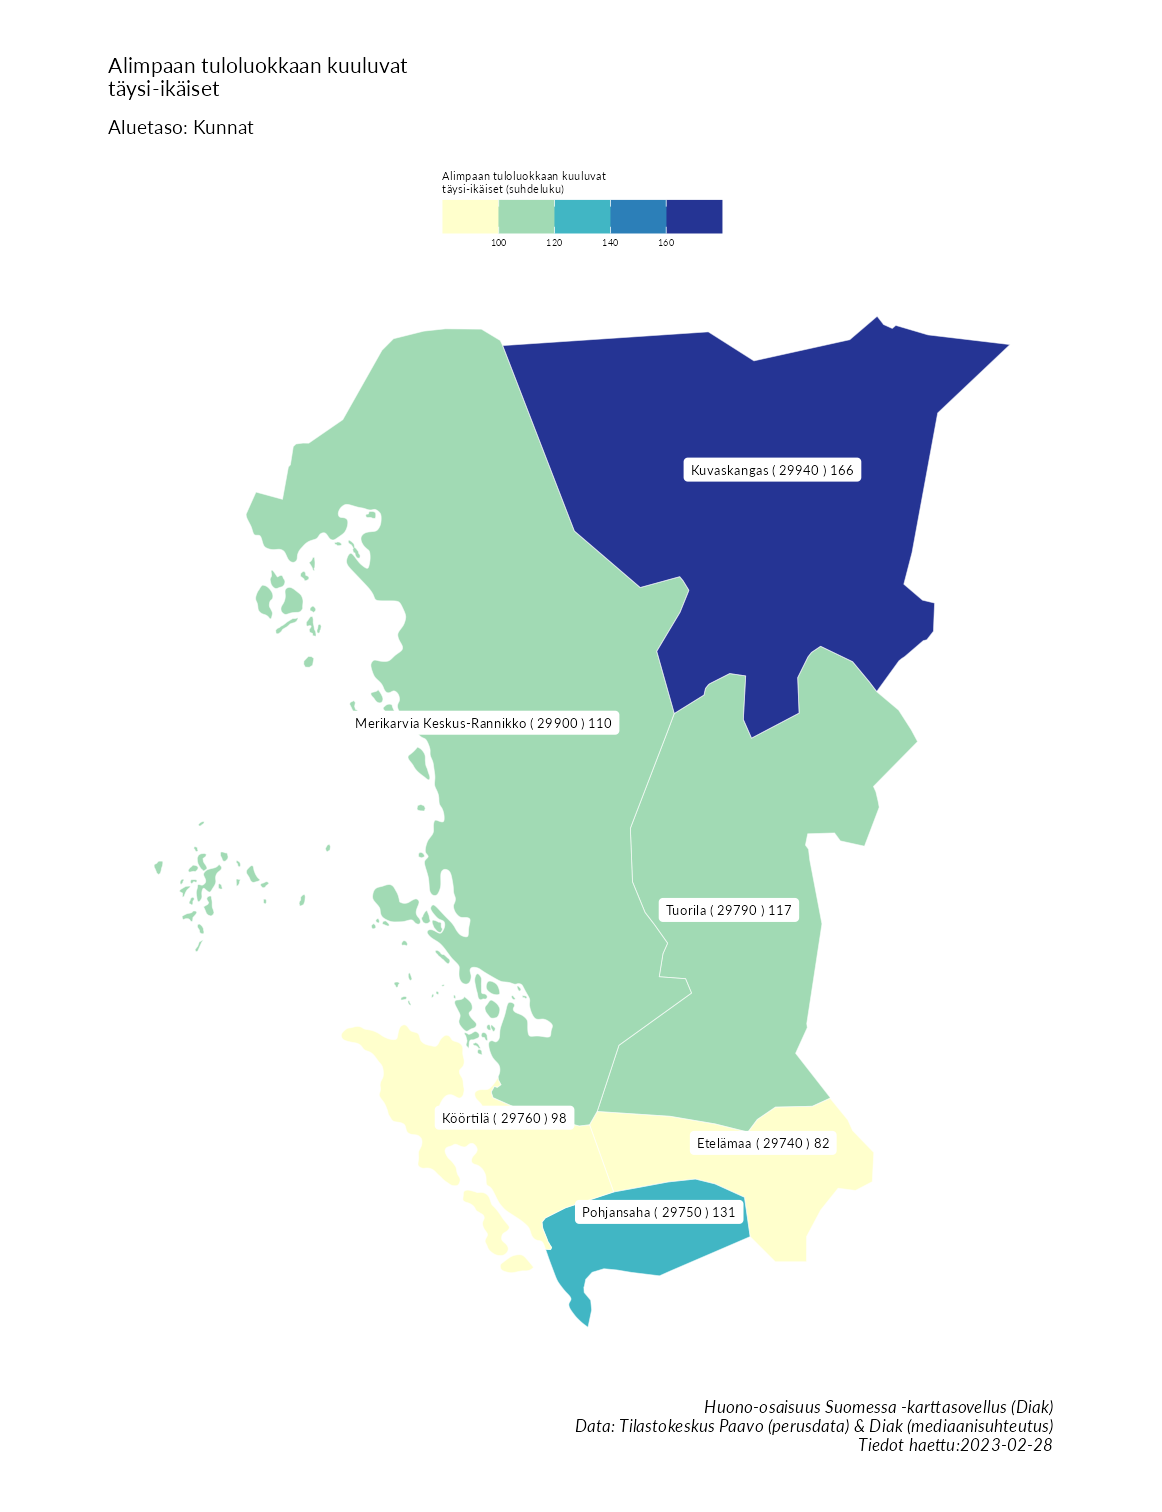 Alimpaan tuloluokkaan kuuluvat
täysi-ikäiset
Aluetaso: Kunnat
Alimpaan tuloluokkaan kuuluvat
täysi-ikäiset (suhdeluku)
100 120 140 160
Kuvaskangas ( 29940 ) 166
Merikarvia Keskus-Rannikko ( 29900 ) 110
Tuorila ( 29790 ) 117
Köörtilä ( 29760 ) 98
Etelämaa ( 29740 ) 82
Pohjansaha ( 29750 ) 131
Huono-osaisuus Suomessa -karttasovellus (Diak)
Data: Tilastokeskus Paavo (perusdata) & Diak (mediaanisuhteutus)
Tiedot haettu:2023-02-28